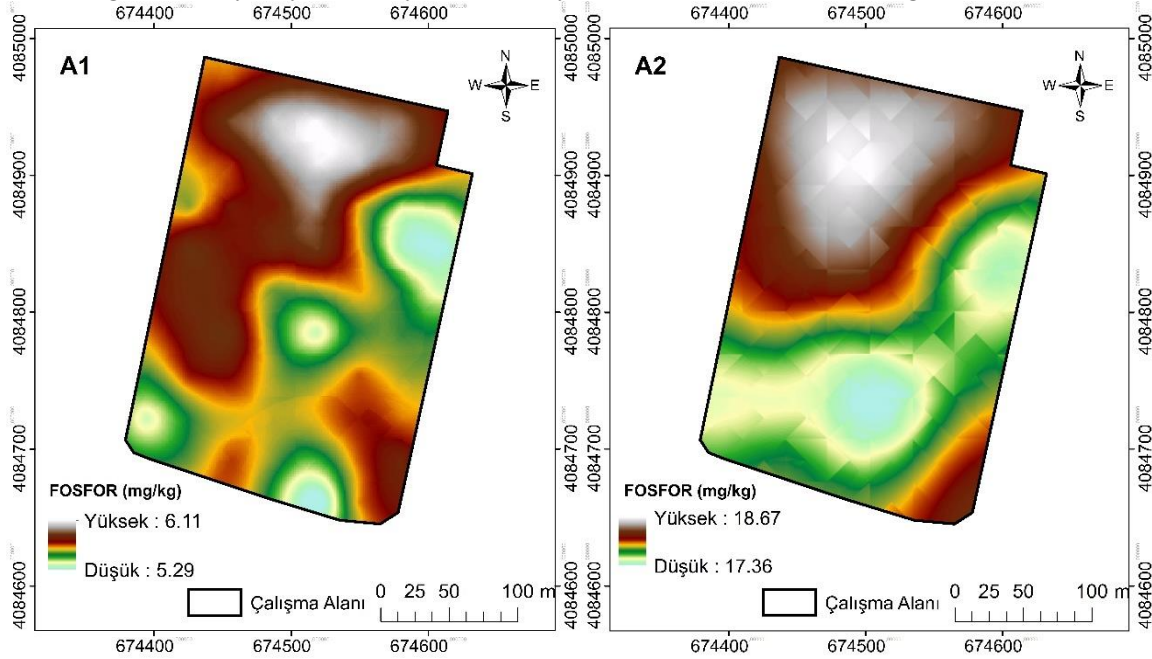 674400 674500 674600 674400 674500 674600
4085000 4085000 4085000 4085000
A1 A2
N N
W E W E
S S
4084900 4084900 4084900 4084900
4084800 4084800 4084800 4084800
4084700 4084700 4084700 4084700
FOSFOR (mg/kg) FOSFOR (mg/kg)
Yüksek : 6.11 Yüksek : 18.67
Düşük : 5.29 Düşük : 17.36
4084600 4084600 4084600 4084600
Çalışma Alanı 0 25 50 100 m Çalışma Alanı 0 25 50 100 m
674400 674500 674600 674400 674500 674600